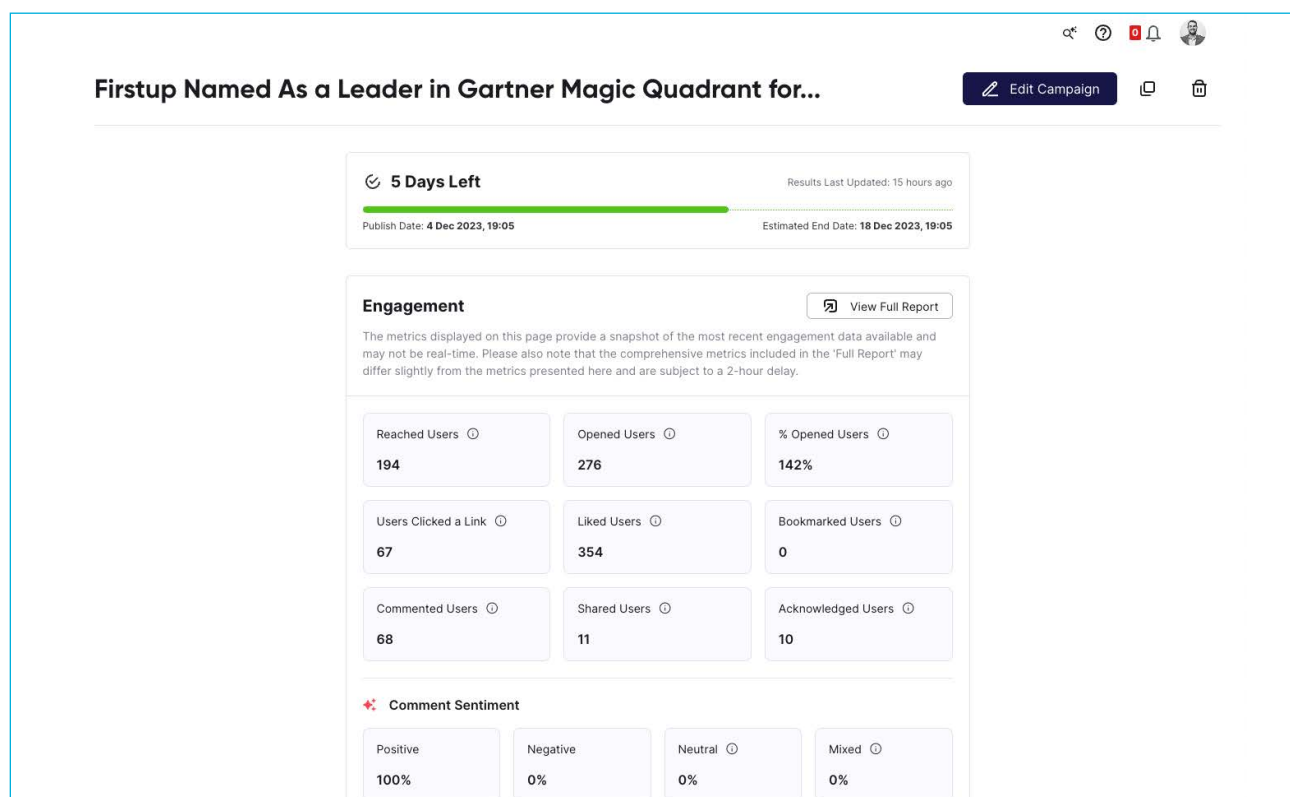 0
Firstup Named As a Leader in Gartner Magic Quadrant for...
Edit Campaign
5 Days Left
Results Last Updated: 15 hours ago
Publish Date: 4 Dec 2023, 19:05
Estimated End Date: 18 Dec 2023, 19:05
Engagement
View Full Report
The metrics displayed on this page provide a snapshot of the most recent engagement data available and
may not be real-time. Please also note that the comprehensive metrics included in the 'Full Report' may
differ slightly from the metrics presented here and are subject to a 2-hour delay.
Reached Users
194
Opened Users
276
% Opened Users
142%
Users Clicked a Link
67
Liked Users
354
Bookmarked Users
0
Commented Users
68
Shared Users
11
Acknowledged Users
10
Comment Sentiment
Positive
100%
Negative
0%
Neutral
0%
Mixed
0%